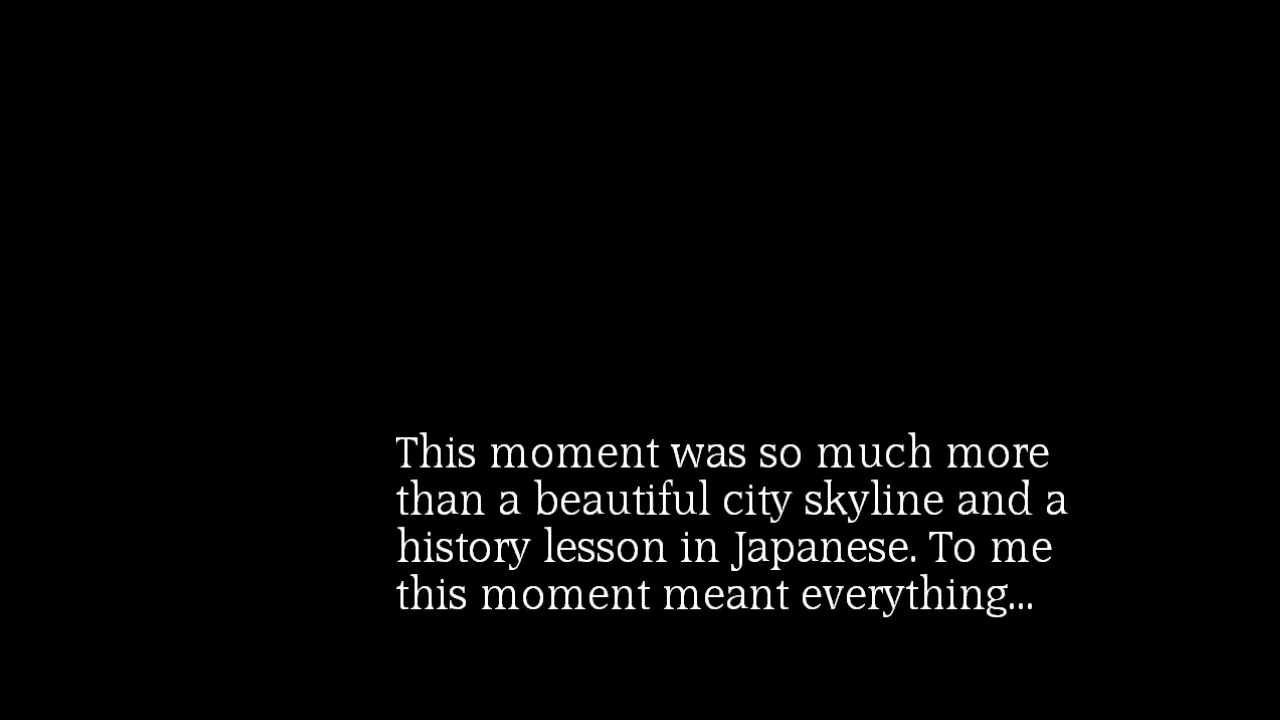 This moment was so much more
than a beautiful city skyline and a
history lesson in Japanese. To me
this moment meant everything...